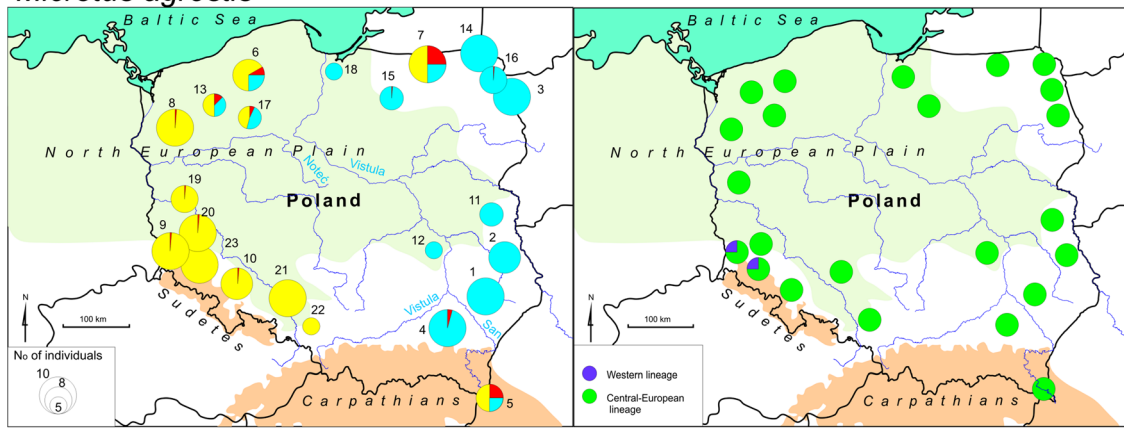 Microtus agrestis
Baltic Sea
14
7
16
6
18
15
3
13
17
8
North European Plain
Vistula
Noteć
19
Poland
20
11
9
23
12
2
10
21
1
22
Vistula
San
4
Sudetes
N
100 km
No of individuals
10
8
5
Carpathians
5
Baltic Sea
North European Plain
Poland
Sudetes
N
100 km
Western lineage
Central-European
lineage
Carpathians